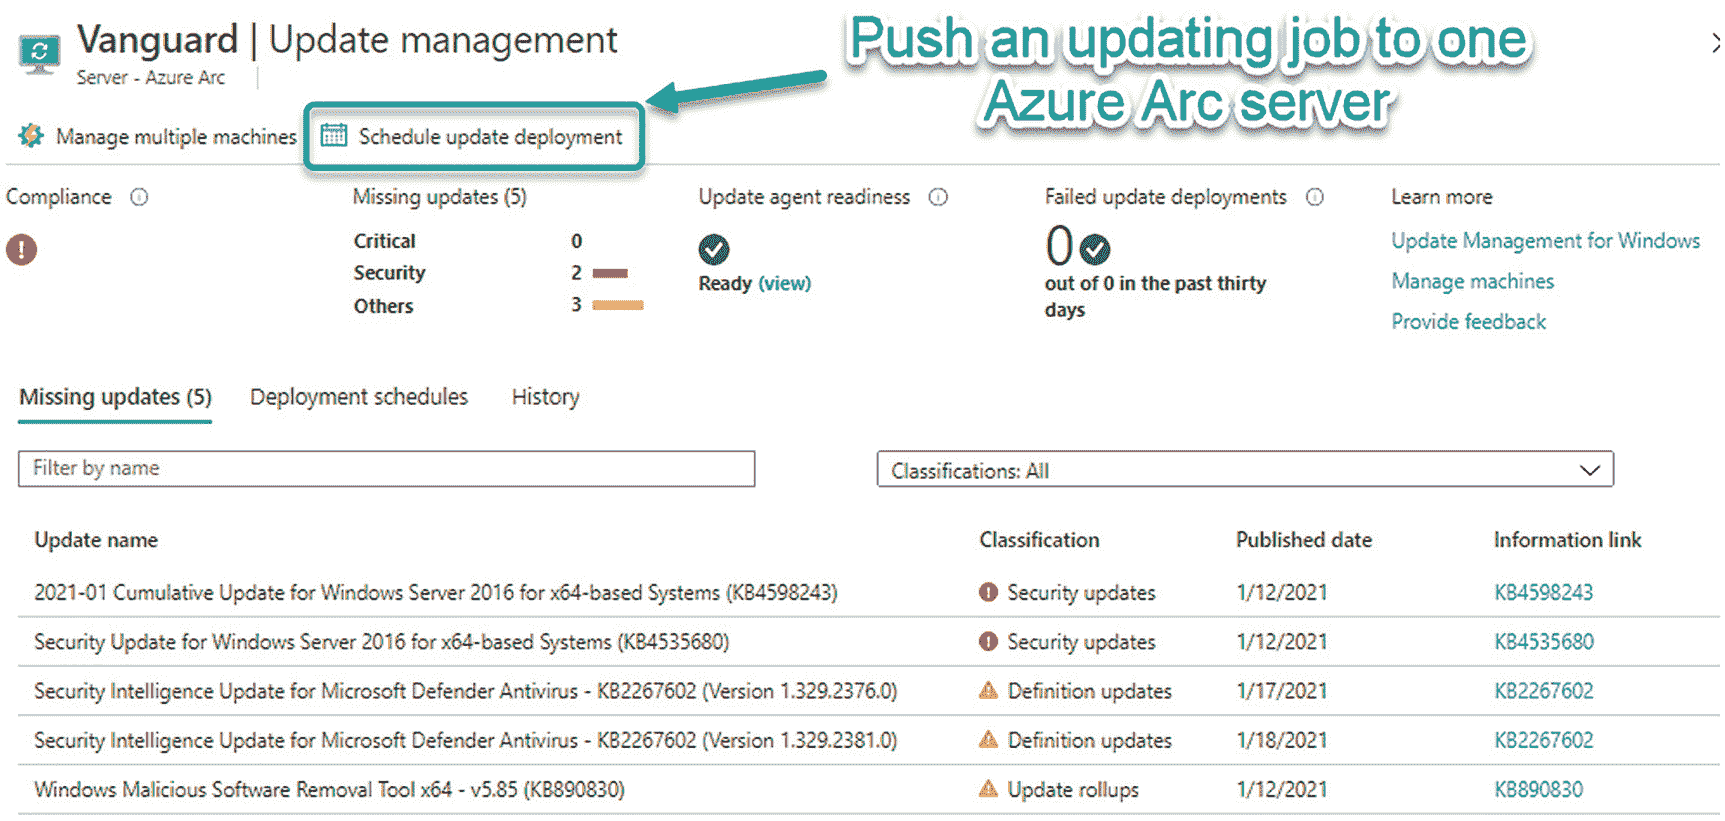 Vanguard | Update management
Server - Azure Arc
Push an updating job to one
Azure Arc server
Manage multiple machines
Schedule update deployment
Compliance
Missing updates (5)
Critical 0
Security 2
Others 3
Update agent readiness
Ready (view)
Failed update deployments
0
out of 0 in the past thirty
days
Learn more
Update Management for Windows
Manage machines
Provide feedback
Missing updates (5) Deployment schedules History
Filter by name
Classifications: All
Update name Classification Published date Information link
2021-01 Cumulative Update for Windows Server 2016 for x64-based Systems (KB4598243) Security updates 1/12/2021 KB4598243
Security Update for Windows Server 2016 for x64-based Systems (KB4535680) Security updates 1/12/2021 KB4535680
Security Intelligence Update for Microsoft Defender Antivirus - KB2267602 (Version 1.329.2376.0) Definition updates 1/17/2021 KB2267602
Security Intelligence Update for Microsoft Defender Antivirus - KB2267602 (Version 1.329.2381.0) Definition updates 1/18/2021 KB2267602
Windows Malicious Software Removal Tool x64 - v5.85 (KB890830) Update rollups 1/12/2021 KB890830